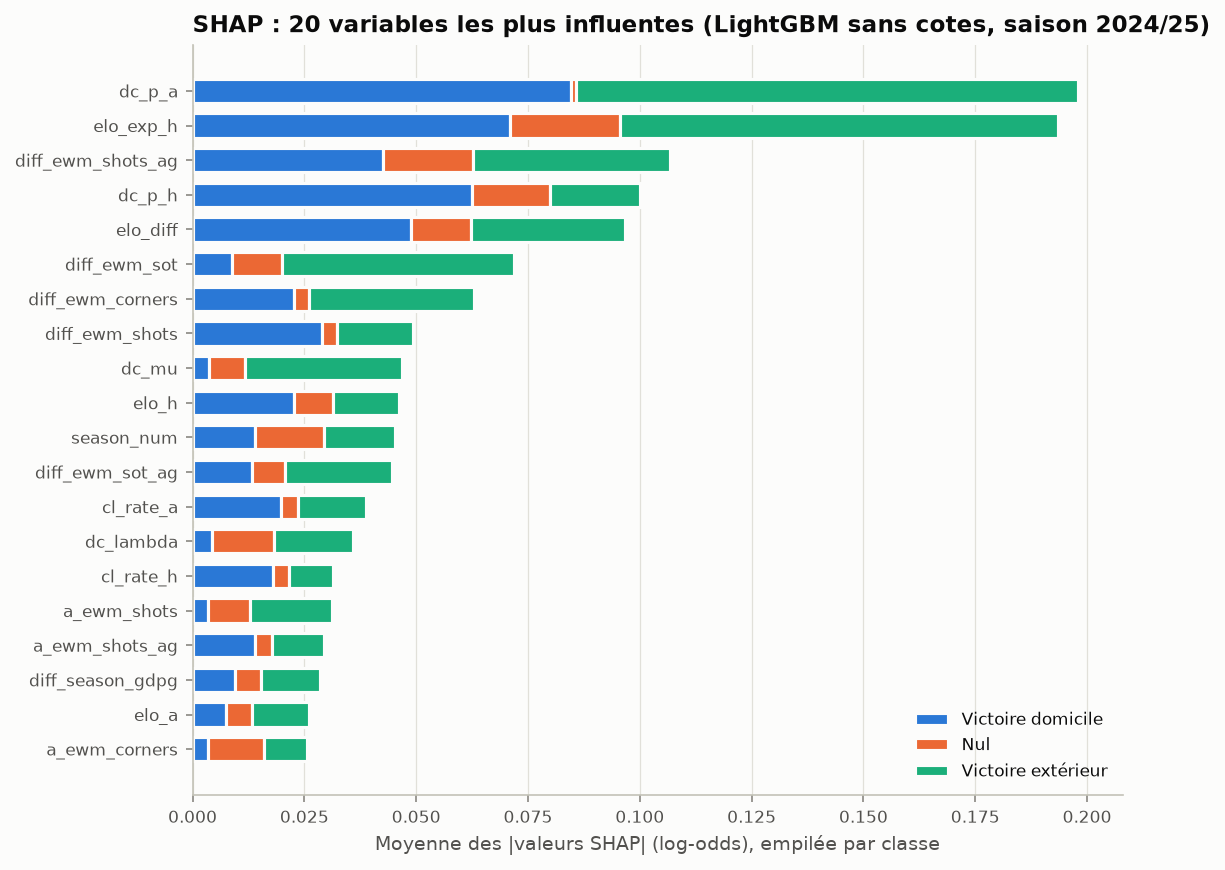 SHAP : 20 variables les plus influentes (LightGBM sans cotes, saison 2024/25)
dc_p_a
elo_exp_h
diff_ewm_shots_ag
dc_p_h
elo_diff
diff_ewm_sot
diff_ewm_corners
diff_ewm_shots
dc_mu
elo_h
season_num
diff_ewm_sot_ag
cl_rate_a
dc_lambda
cl_rate_h
a_ewm_shots
a_ewm_shots_ag
diff_season_gdpg
elo_a
a_ewm_corners
Victoire domicile
Nul
Victoire extérieur
0.000 0.025 0.050 0.075 0.100 0.125 0.150 0.175 0.200
Moyenne des |valeurs SHAP| (log-odds), empilée par classe